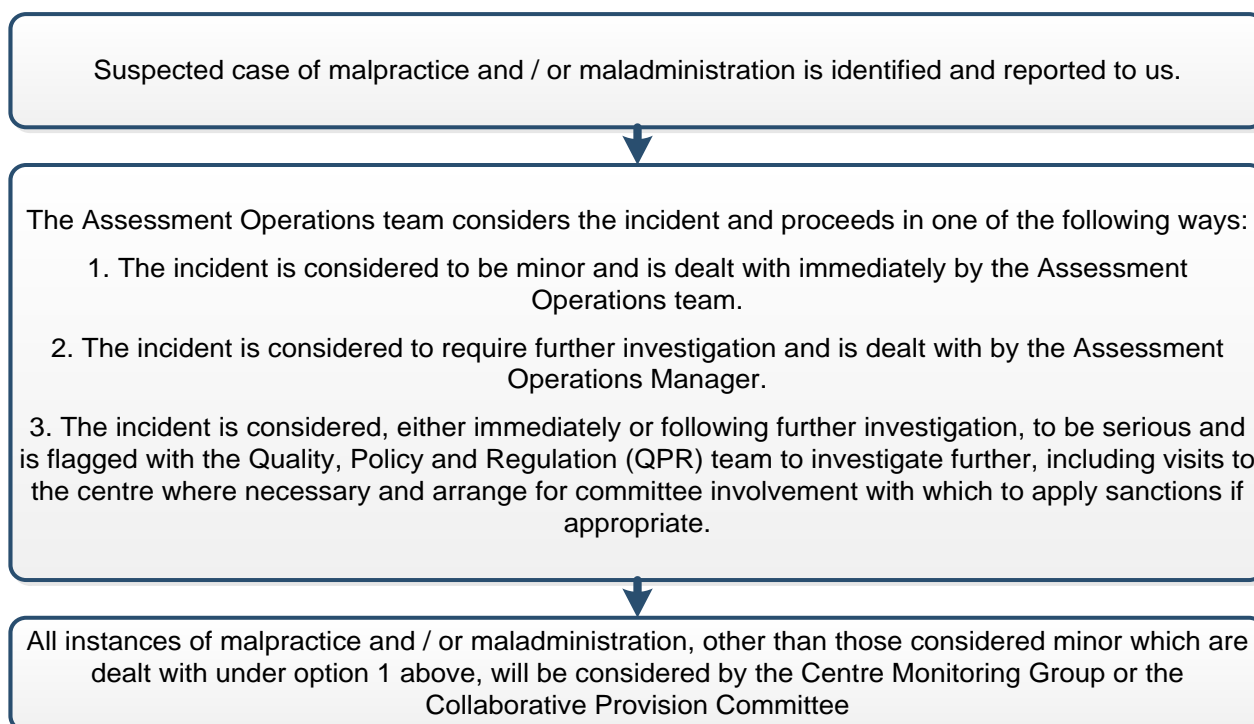 Suspected case of malpractice and / or maladministration is identified and reported to us.
The Assessment Operations team considers the incident and proceeds in one of the following ways:
1. The incident is considered to be minor and is dealt with immediately by the Assessment
Operations team.
2. The incident is considered to require further investigation and is dealt with by the Assessment
Operations Manager.
3. The incident is considered, either immediately or following further investigation, to be serious and
is flagged with the Quality, Policy and Regulation (QPR) team to investigate further, including visits to
the centre where necessary and arrange for committee involvement with which to apply sanctions if
appropriate.
All instances of malpractice and / or maladministration, other than those considered minor which are
dealt with under option 1 above, will be considered by the Centre Monitoring Group or the
Collaborative Provision Committee